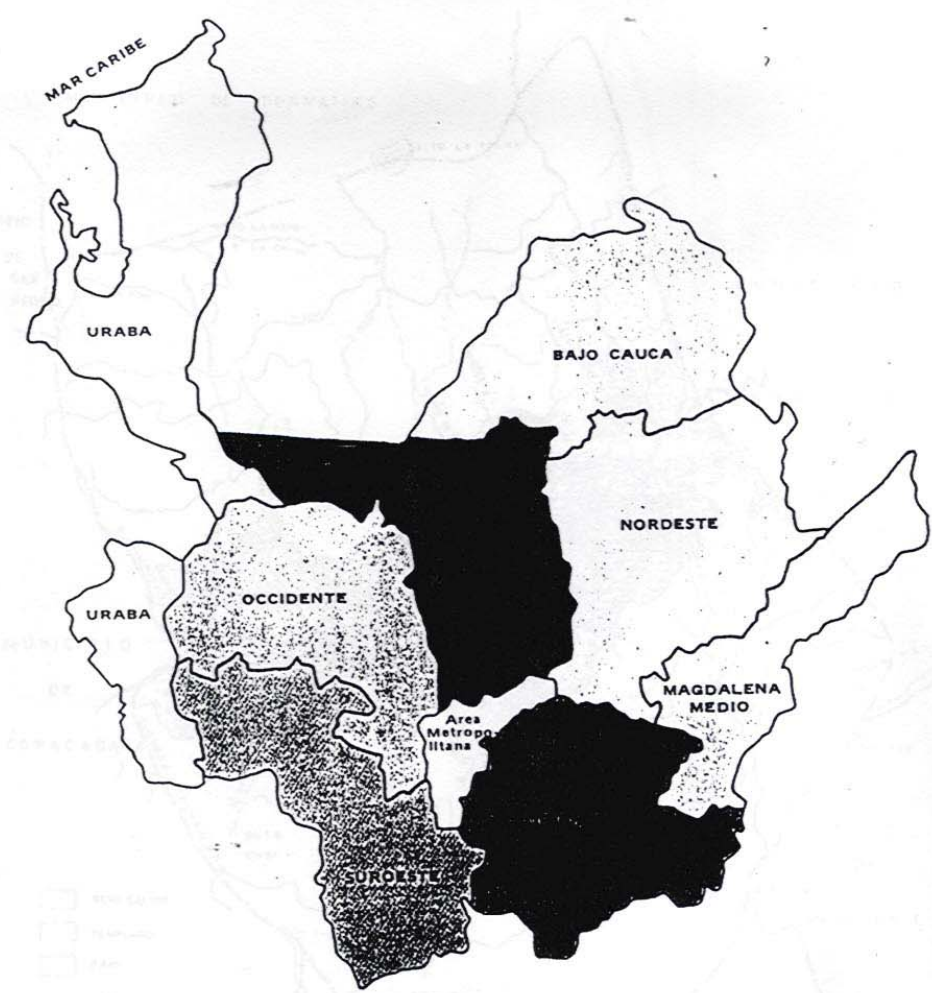 MAR CARIBE
URABA
BAJO CAUCA
NORDESTE
OCCIDENTE
URABA
MAGDALENA
MEDIO
Area
Metropo-
litana
SUROESTE